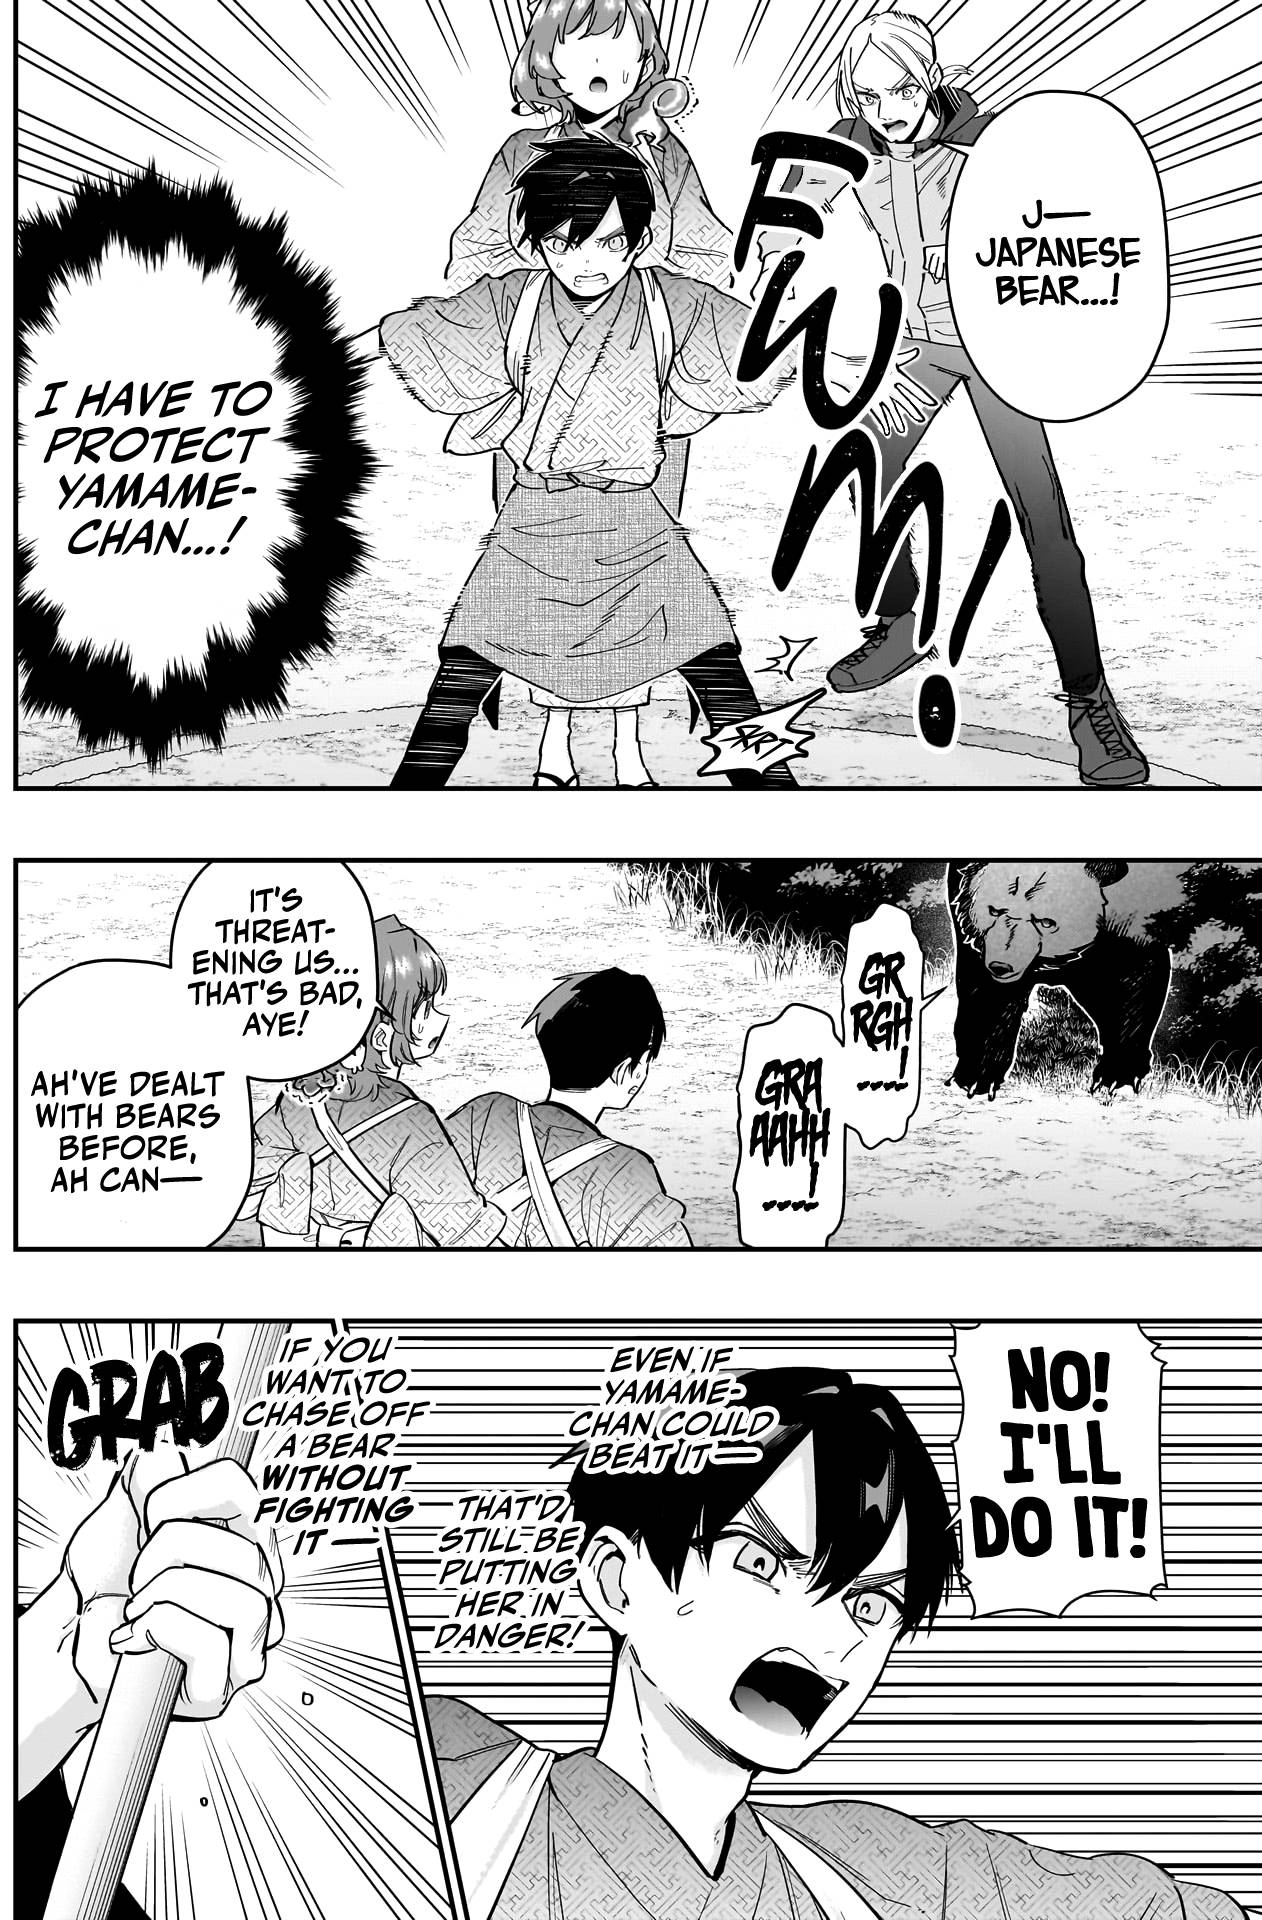 J—
JAPANESE
BEAR...!
FWM!
I HAVE TO
PROTECT
YAMAME-
CHAN...!
SKRT
GR
RGH
....!
GRA
AAHH
....!
IT'S
THREAT-
ENING US...
THAT'S BAD,
AYE!
AH'VE DEALT
WITH BEARS
BEFORE,
AH CAN—
NO!
I'LL
DO IT!
EVEN IF
YAMAME-
CHAN COULD
BEAT IT—
THAT'D
STILL BE
PUTTING
HER IN
DANGER!
IF YOU
WANT TO
CHASE OFF
A BEAR
WITHOUT
FIGHTING
IT—
GRAB